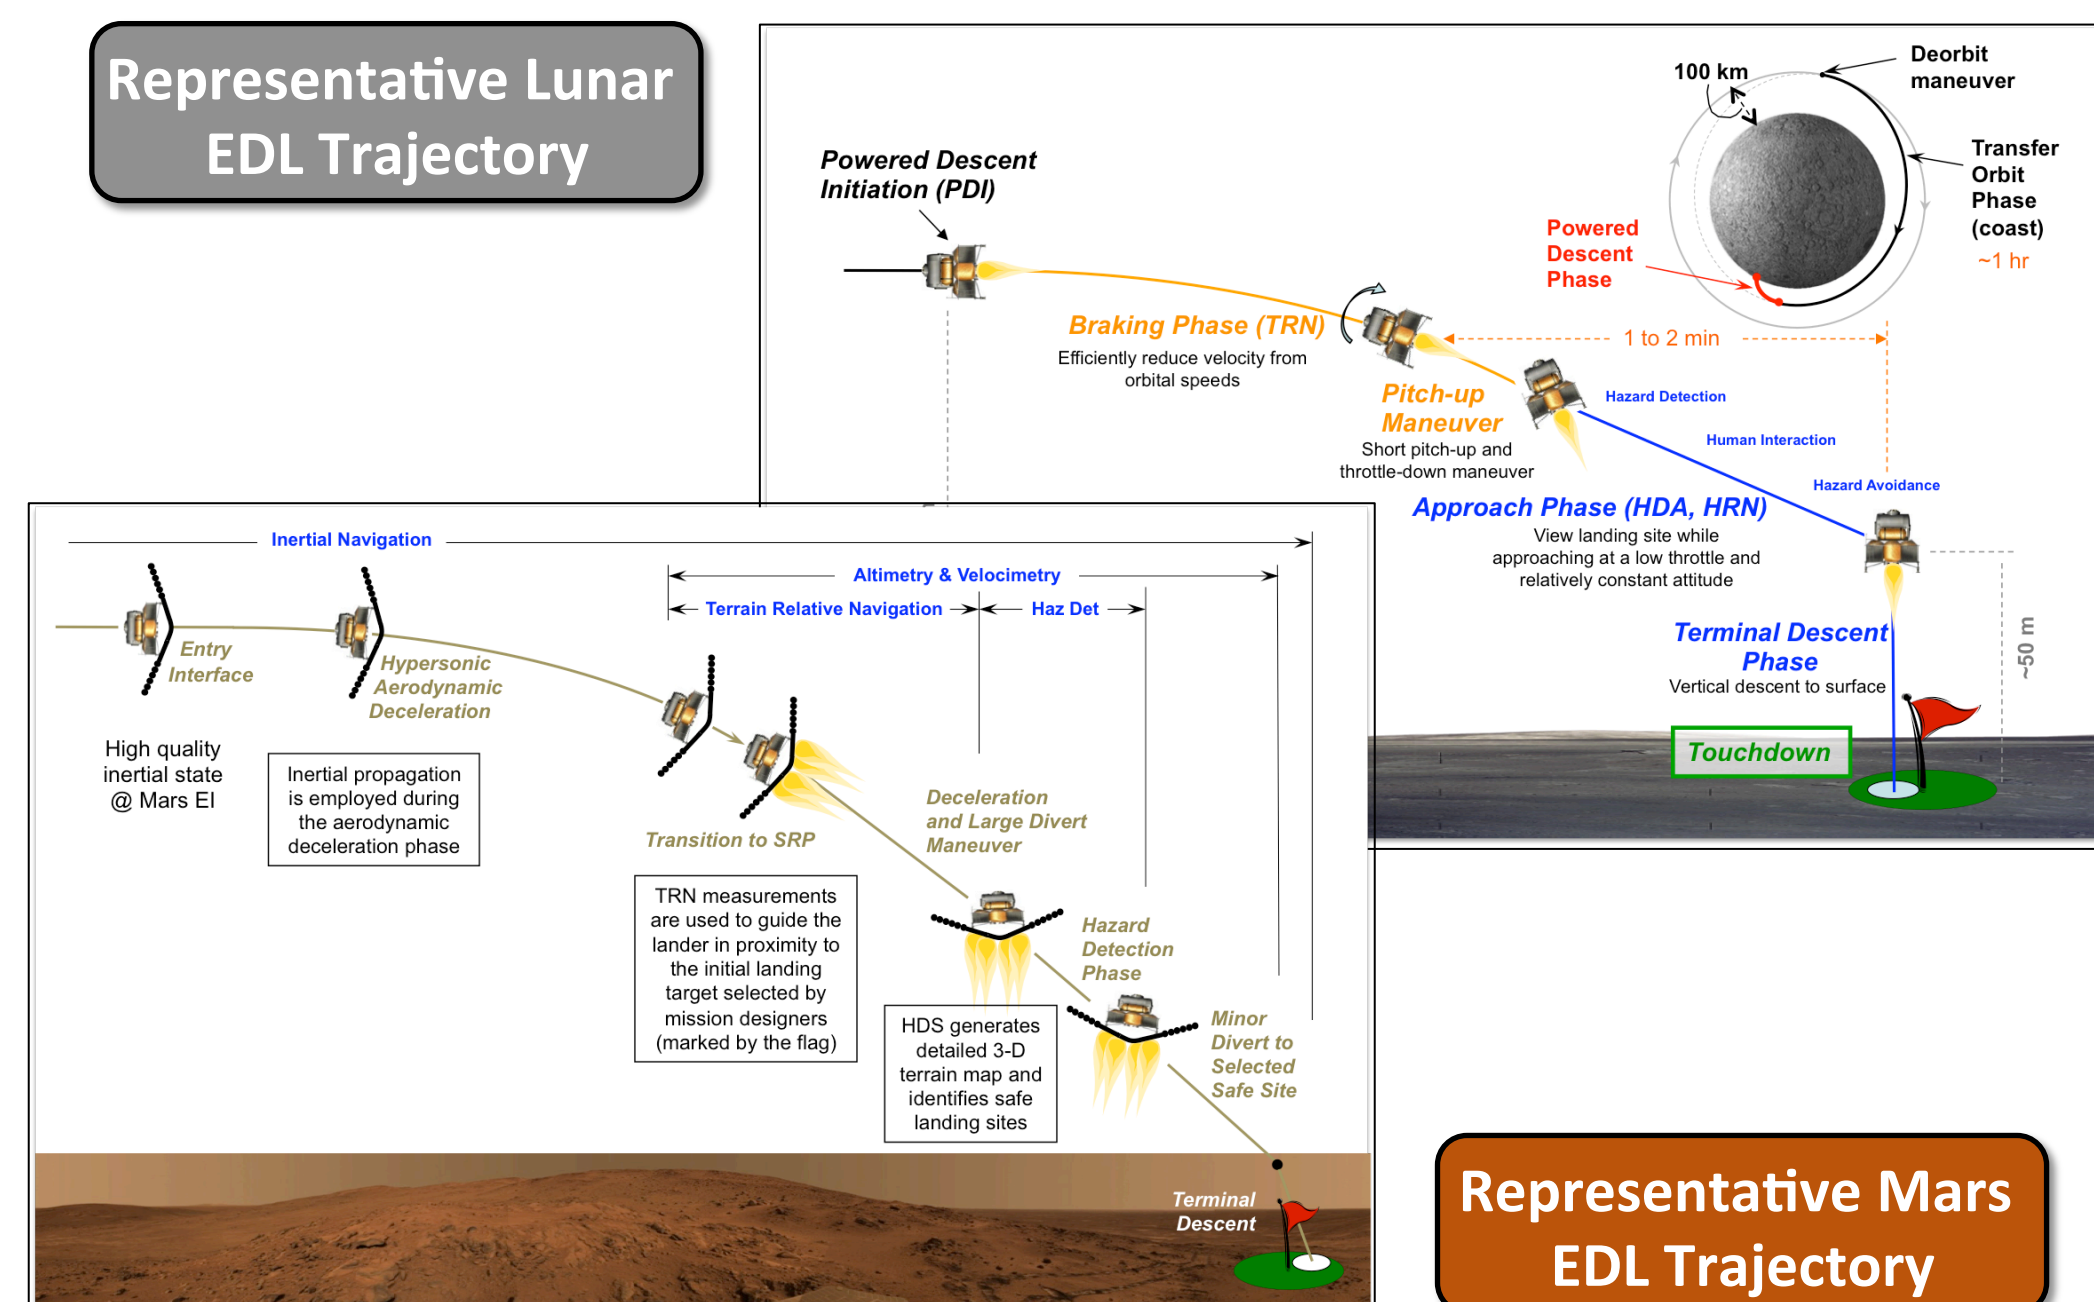 Representative Lunar
EDL Trajectory
100 km
Deorbit
maneuver
Transfer
Orbit
Phase
(coast)
~1 hr
Powered
Descent
Phase
Powered Descent
Initiation (PDI)
Braking Phase (TRN)
Efficiently reduce velocity from
orbital speeds
1 to 2 min
Pitch-up
Maneuver
Short pitch-up and
throttle-down maneuver
Hazard Detection
Human Interaction
Hazard Avoidance
Approach Phase (HDA, HRN)
View landing site while
approaching at a low throttle and
relatively constant attitude
Terminal Descent
Phase
Vertical descent to surface
~50 m
Touchdown
Inertial Navigation
Altimetry & Velocimetry
Terrain Relative Navigation
Haz Det
Entry
Interface
Hypersonic
Aerodynamic
Deceleration
High quality
inertial state
@ Mars EI
Inertial propagation
is employed during
the aerodynamic
deceleration phase
Transition to SRP
TRN measurements
are used to guide the
lander in proximity to
the initial landing
target selected by
mission designers
(marked by the flag)
Deceleration
and Large Divert
Maneuver
Hazard
Detection
Phase
HDS generates
detailed 3-D
terrain map and
identifies safe
landing sites
Minor
Divert to
Selected
Safe Site
Terminal
Descent
Representative Mars
EDL Trajectory